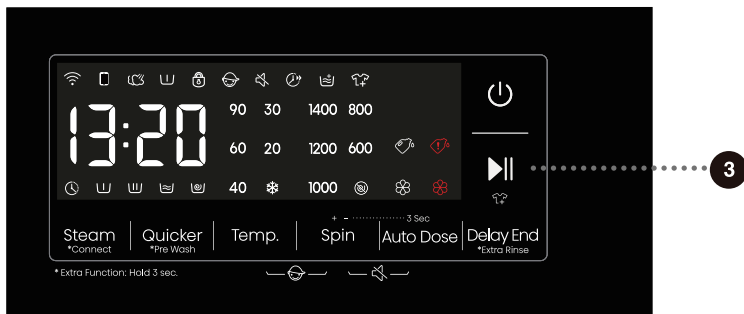 13:20
90 30 1400 800
60 20 1200 600
40 1000
3
+ - 3 Sec
Steam Quicker Temp. Spin Auto Dose Delay End
*Connect *Pre Wash *Extra Rinse
* Extra Function: Hold 3 sec.